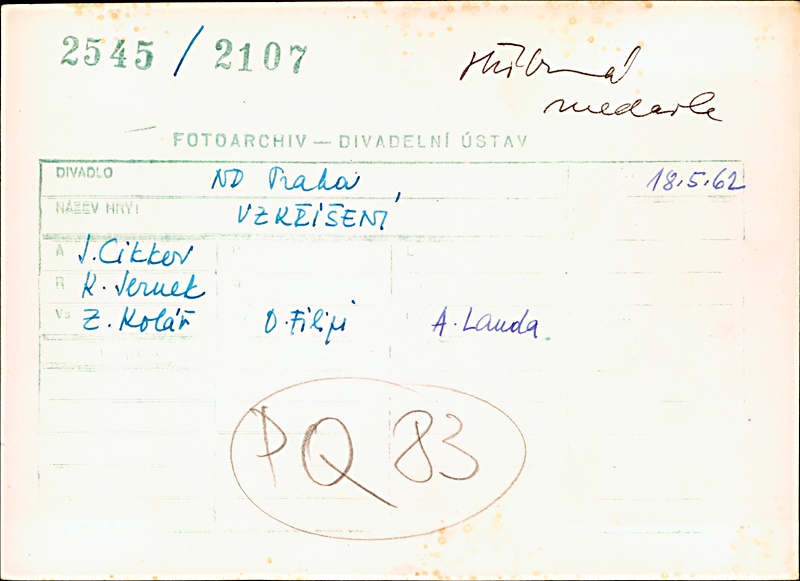 2545 / 2107
stříbrná
medaile
FOTOARCHIV — DIVADELNÍ ÚSTAV
DIVADLO ND Praha 18.5.62
NÁZEV HRY: VZKŘÍŠENÍ
A J. Cikker
R K. Jernek
Vs Z. Kolář O. Filipi A. Landa.
PQ 83